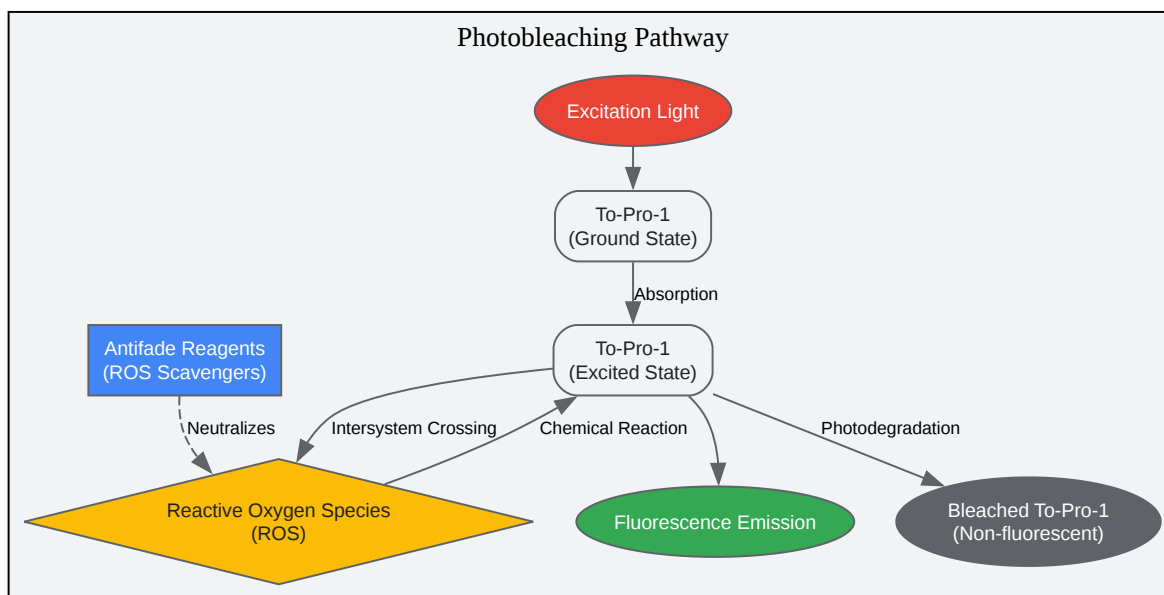 Photobleaching Pathway
Excitation Light
To-Pro-1
(Ground State)
Absorption
Antifade Reagents
(ROS Scavengers)
To-Pro-1
(Excited State)
Neutralizes
Intersystem Crossing
Chemical Reaction
Photodegradation
Reactive Oxygen Species
(ROS)
Fluorescence Emission
Bleached To-Pro-1
(Non-fluorescent)